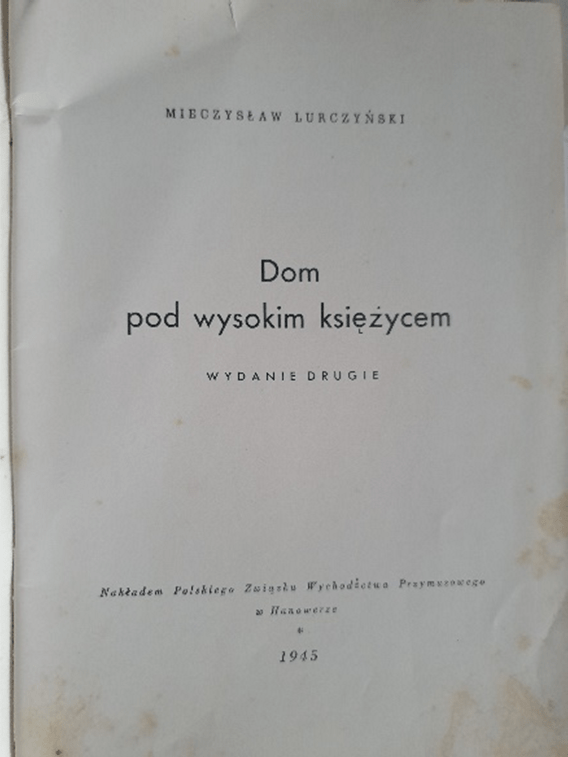 MIECZYSŁAW LURCZYŃSKI
Dom
pod wysokim księżycem
WYDANIE DRUGIE
Nakładem Polskiego Związku Wychodźctwa Przymusowego
w Hanowerze
*
1945